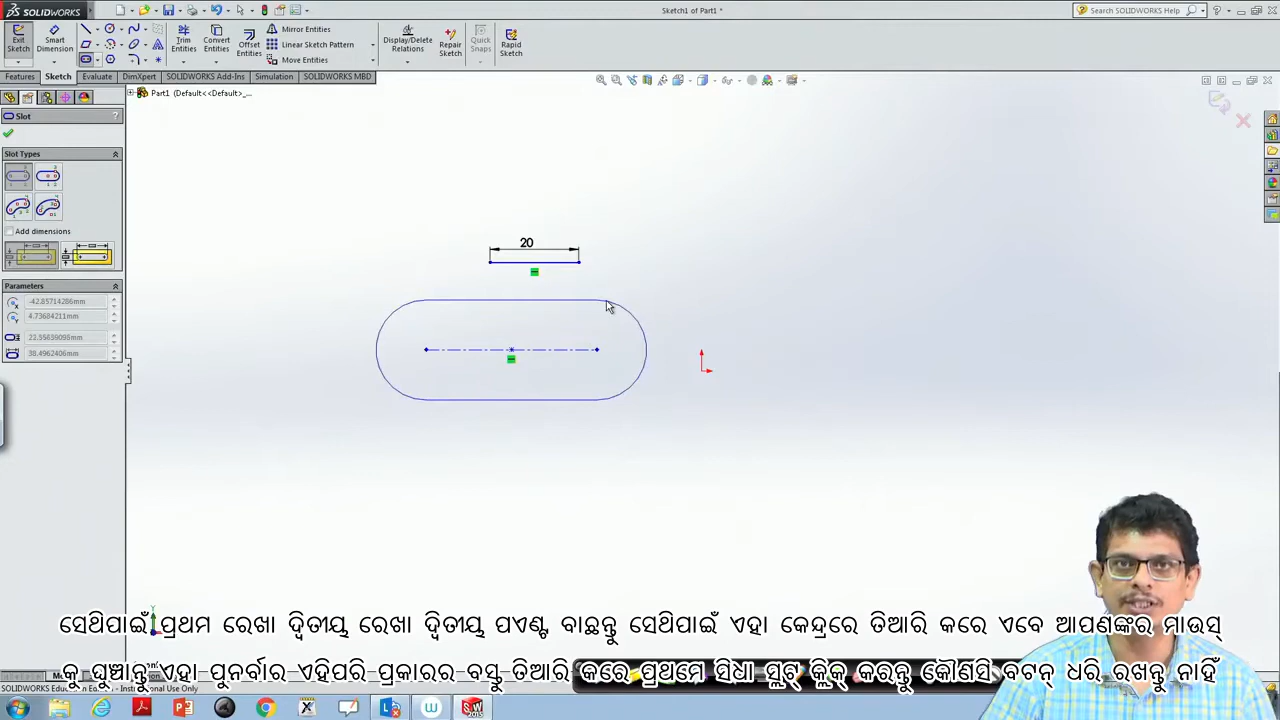 SOLIDWORKS
Sketch1 of Part1 *
Search SOLIDWORKS Help
Exit Sketch
Smart Dimension
Trim Entities
Convert Entities
Offset Entities
Mirror Entities
Linear Sketch Pattern
Move Entities
Display/Delete Relations
Repair Sketch
Quick Snaps
Rapid Sketch
Features Sketch Evaluate DimXpert SOLIDWORKS Add-Ins Simulation SOLIDWORKS MBD
Part1 (Default<<Default>_...
Slot
Slot Types
Add dimensions
Parameters
-42.85714286mm
4.73684211mm
38.4962406mm
20
ସେଥିପାଇଁ ପ୍ରଥମ ରେଖା ଦ୍ୱିତୀୟ ରେଖା ଦ୍ୱିତୀୟ ପଏଣ୍ଟ ବାଛନ୍ତୁ ସେଥିପାଇଁ ଏହା କେନ୍ଦ୍ରରେ ତିଆରି କରେ ଏବେ ଆପଣଙ୍କର ମାଉସ୍
କୁ ଘୁଞ୍ଚାନ୍ତୁ ଏହା ପୁନର୍ବାର ଏହିପରି ପ୍ରକାରର ବସ୍ତୁ ତିଆରି କରେ ପ୍ରଥମେ ସିଧା ସ୍ଲଟ୍ କ୍ଲିକ୍ କରନ୍ତୁ କୌଣସି ବଟନ୍ ଧରି ରଖନ୍ତୁ ନାହିଁ